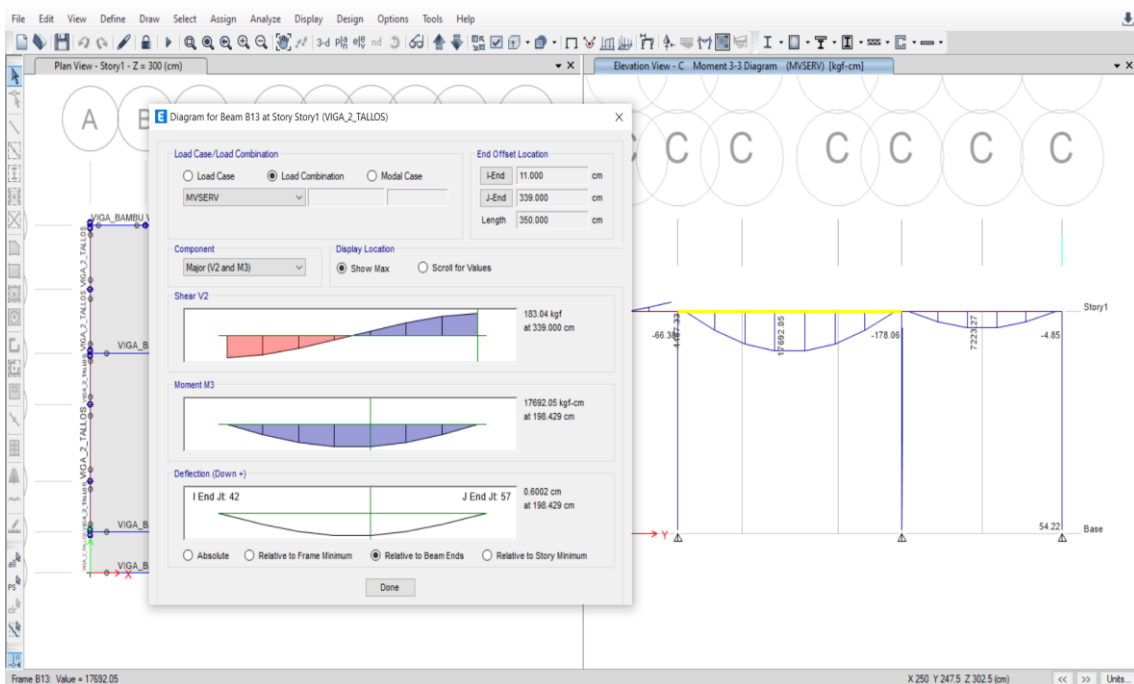 File Edit View Define Draw Select Assign Analyze Display Design Options Tools Help
3-d
nd
Plan View - Story1 - Z = 300 (cm)
Elevation View - C Moment 3-3 Diagram (MVSERV) [kgf-cm]
A
B
C C C C C C
Diagram for Beam B13 at Story Story1 (VIGA_2_TALLOS)
Load Case/Load Combination
Load Case Load Combination Modal Case
MVSERV
End Offset Location
I-End 11.000 cm
J-End 339.000 cm
Length 350.000 cm
Component
Major (V2 and M3)
Display Location
Show Max Scroll for Values
Shear V2
183.04 kgf
at 339.000 cm
Moment M3
17692.05 kgf-cm
at 198.429 cm
Deflection (Down +)
I End Jt: 42 J End Jt: 57
0.6002 cm
at 198.429 cm
Absolute Relative to Frame Minimum Relative to Beam Ends Relative to Story Minimum
Done
VIGA_BAMBU
VIGA_2_TALLOS
VIGA_2_TALLOS
X
Y
17692.05
-178.06
7223.27
-4.85
Story1
54.22
Base
all
PS
clr
Frame B13: Value = 17692.05
X 250 Y 247.5 Z 302.5 (cm)
<< >> Units...